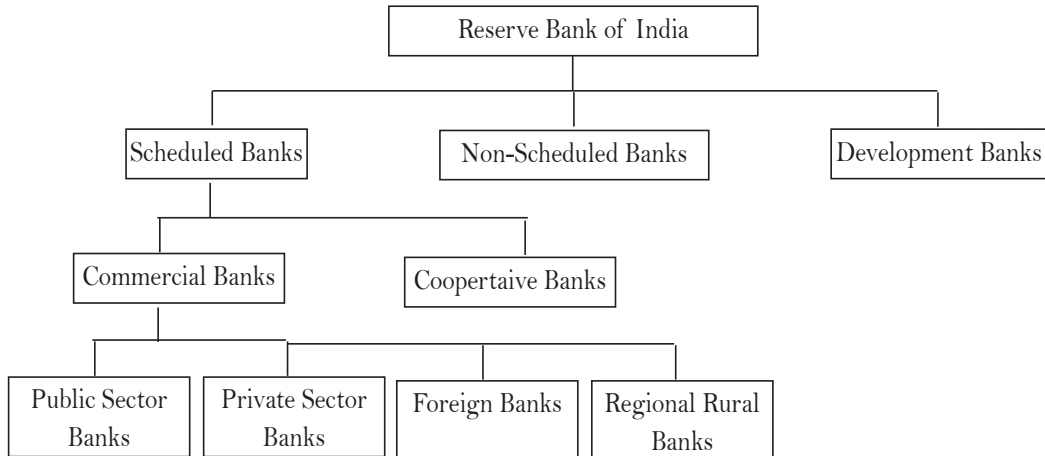 Reserve Bank of India
Scheduled Banks
Non-Scheduled Banks
Development Banks
Commercial Banks
Coopertaive Banks
Public Sector
Banks
Private Sector
Banks
Foreign Banks
Regional Rural
Banks